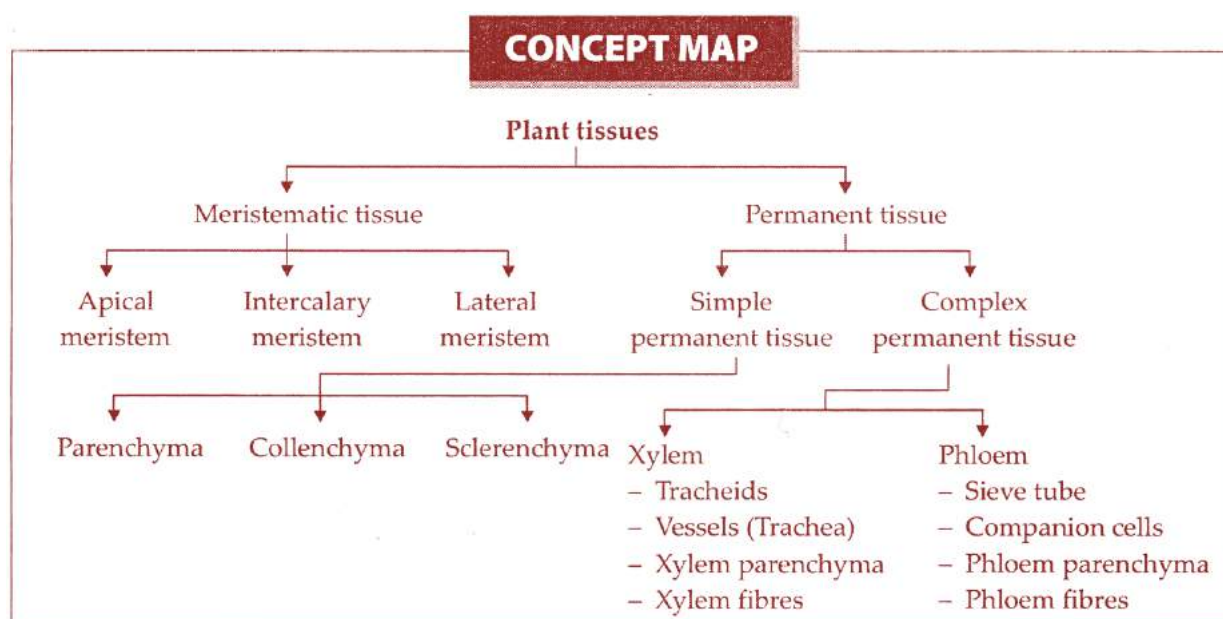 CONCEPT MAP
Plant tissues
Meristematic tissue
Permanent tissue
Apical
meristem
Intercalary
meristem
Lateral
meristem
Simple
permanent tissue
Complex
permanent tissue
Parenchyma
Collenchyma
Sclerenchyma
Xylem
– Tracheids
– Vessels (Trachea)
– Xylem parenchyma
– Xylem fibres
Phloem
– Sieve tube
– Companion cells
– Phloem parenchyma
– Phloem fibres